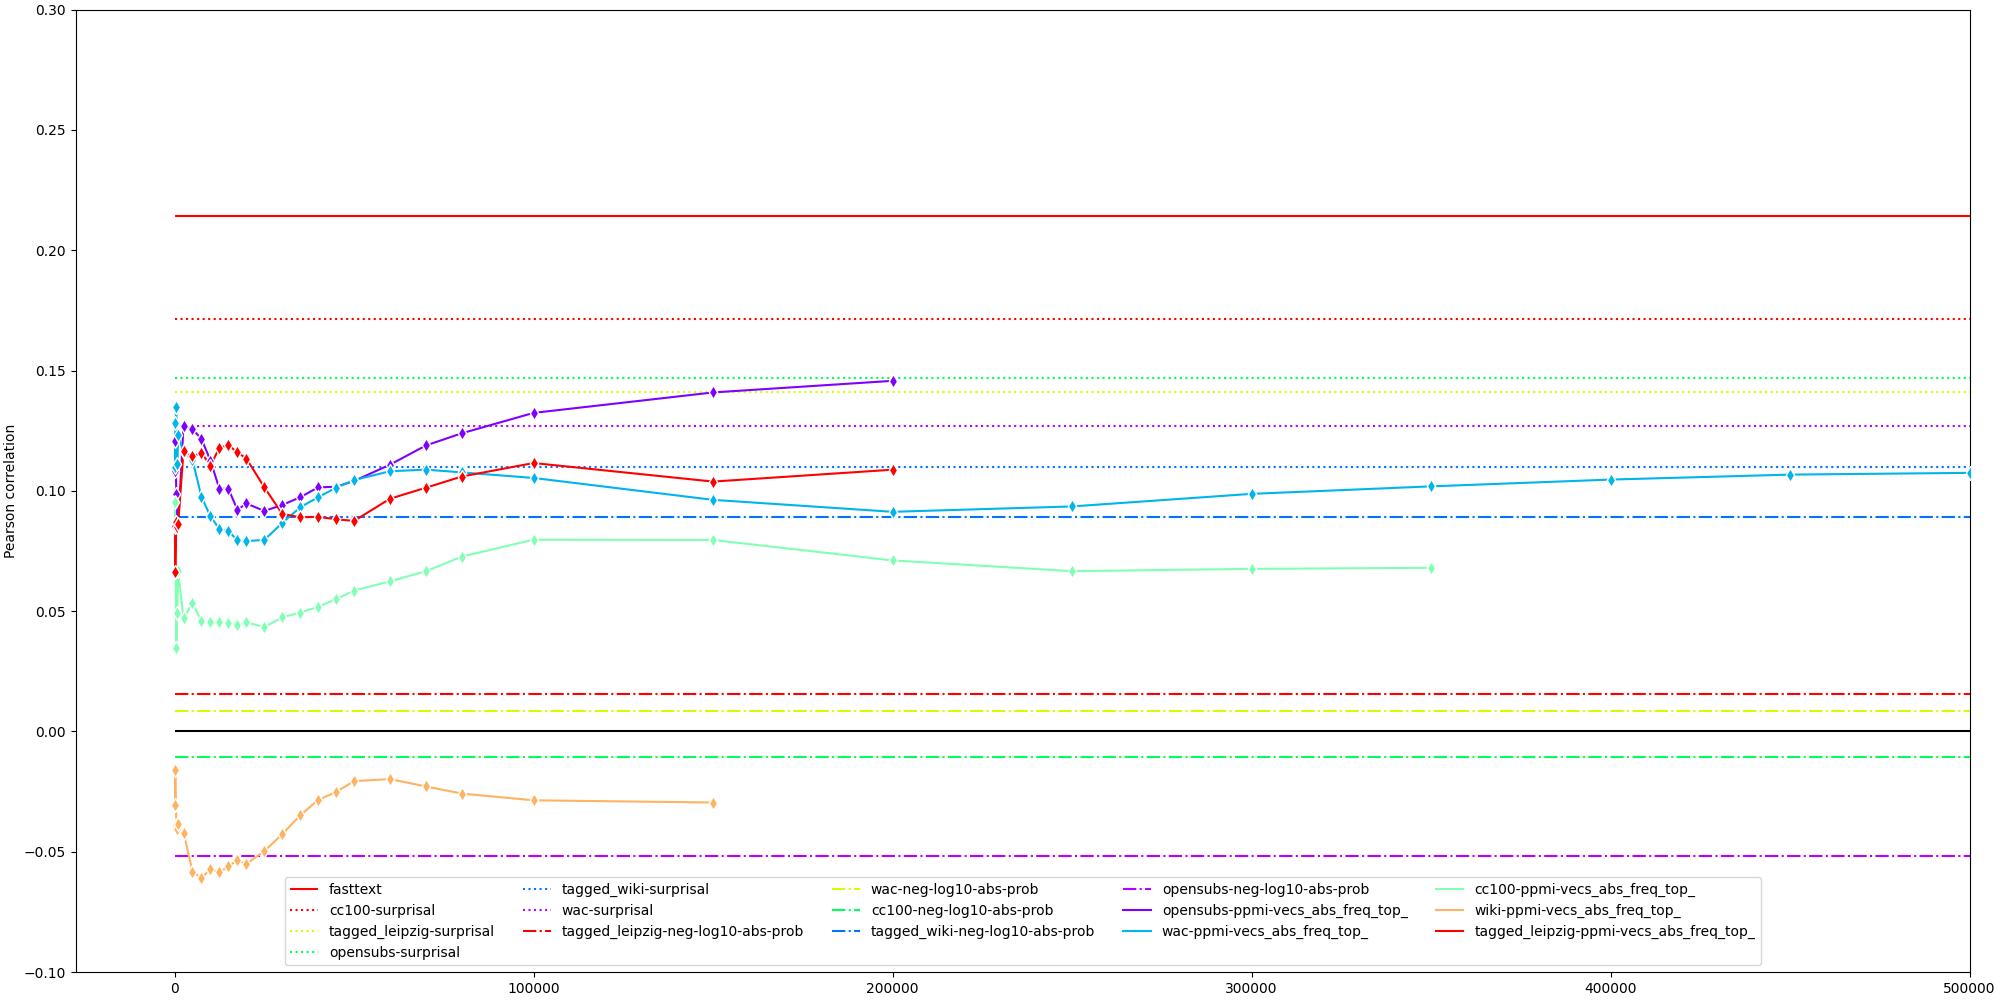 0.30
0.25
0.20
0.15
0.10
0.05
0.00
−0.05
−0.10
Pearson correlation
fasttext
cc100-surprisal
tagged_leipzig-surprisal
opensubs-surprisal
tagged_wiki-surprisal
wac-surprisal
tagged_leipzig-neg-log10-abs-prob
wac-neg-log10-abs-prob
cc100-neg-log10-abs-prob
tagged_wiki-neg-log10-abs-prob
opensubs-neg-log10-abs-prob
opensubs-ppmi-vecs_abs_freq_top_
wac-ppmi-vecs_abs_freq_top_
cc100-ppmi-vecs_abs_freq_top_
wiki-ppmi-vecs_abs_freq_top_
tagged_leipzig-ppmi-vecs_abs_freq_top_
0 100000 200000 300000 400000 500000